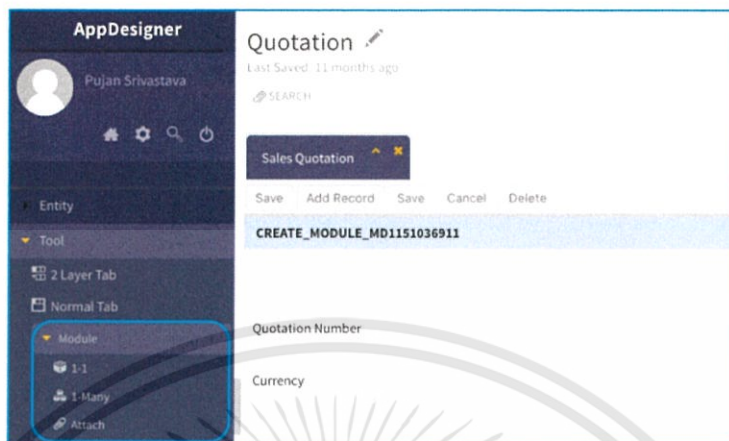 AppDesigner
Pujan Srivastava
Entity
Tool
2 Layer Tab
Normal Tab
Module
1-1
1-Many
Attach
Quotation
Last Saved: 11 months ago
SEARCH
Sales Quotation
Save Add Record Save Cancel Delete
CREATE_MODULE_MD1151036911
Quotation Number
Currency